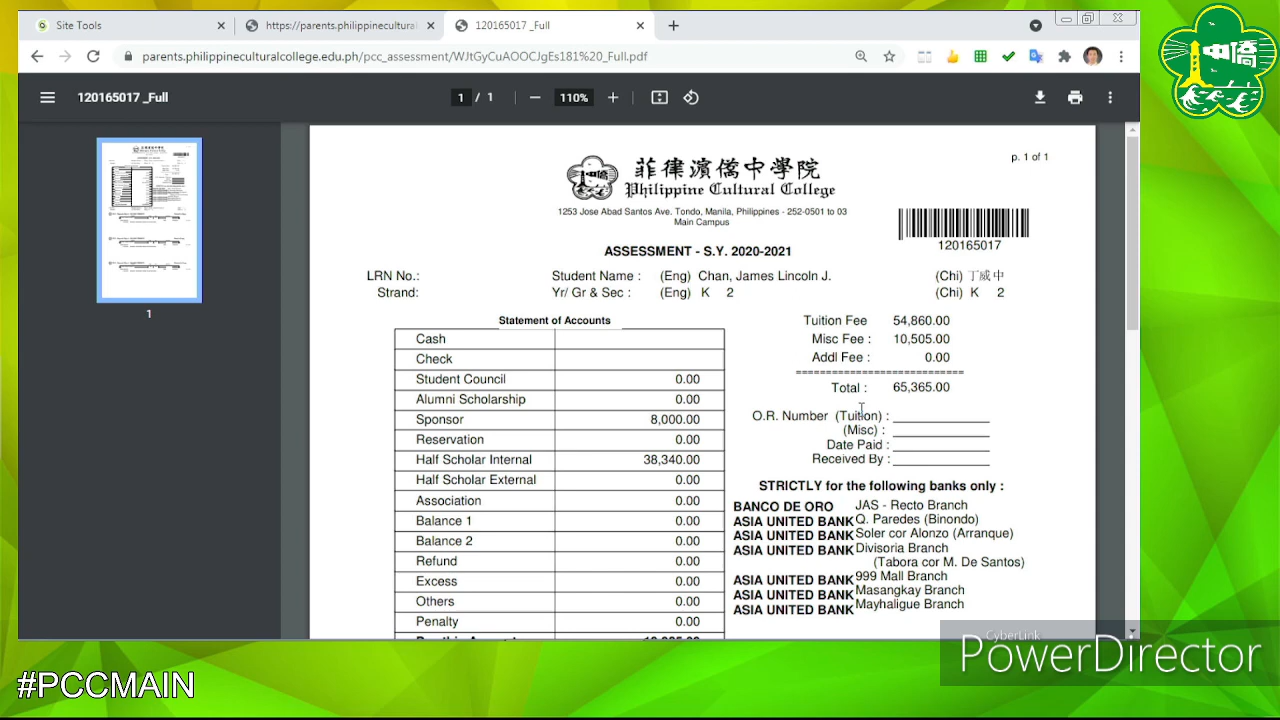 Site Tools
https://parents.philippinecultural
120165017 _Full
parents.philippineculturalcollege.edu.ph/pcc_assessment/WJtGyCuAOOCJgEs181%20_Full.pdf
120165017 _Full
1 / 1
110%
中僑
1
p. 1 of 1
菲律濱僑中學院
Philippine Cultural College
1253 Jose Abad Santos Ave. Tondo, Manila, Philippines - 252-0501 to 03
Main Campus
120165017
ASSESSMENT - S.Y. 2020-2021
LRN No.: Student Name : (Eng) Chan, James Lincoln J. (Chi) 丁威中
Strand: Yr/ Gr & Sec : (Eng) K 2 (Chi) K 2
Statement of Accounts
Cash
Check
Student Council 0.00
Alumni Scholarship 0.00
Sponsor 8,000.00
Reservation 0.00
Half Scholar Internal 38,340.00
Half Scholar External 0.00
Association 0.00
Balance 1 0.00
Balance 2 0.00
Refund 0.00
Excess 0.00
Others 0.00
Penalty 0.00
Tuition Fee 54,860.00
Misc Fee : 10,505.00
Addl Fee : 0.00
========================
Total : 65,365.00
O.R. Number (Tuition) :
(Misc) :
Date Paid :
Received By :
STRICTLY for the following banks only :
BANCO DE ORO JAS - Recto Branch
ASIA UNITED BANK Q. Paredes (Binondo)
ASIA UNITED BANK Soler cor Alonzo (Arranque)
ASIA UNITED BANK Divisoria Branch
(Tabora cor M. De Santos)
ASIA UNITED BANK 999 Mall Branch
ASIA UNITED BANK Masangkay Branch
ASIA UNITED BANK Mayhaligue Branch
#PCCMAIN
CyberLink
PowerDirector